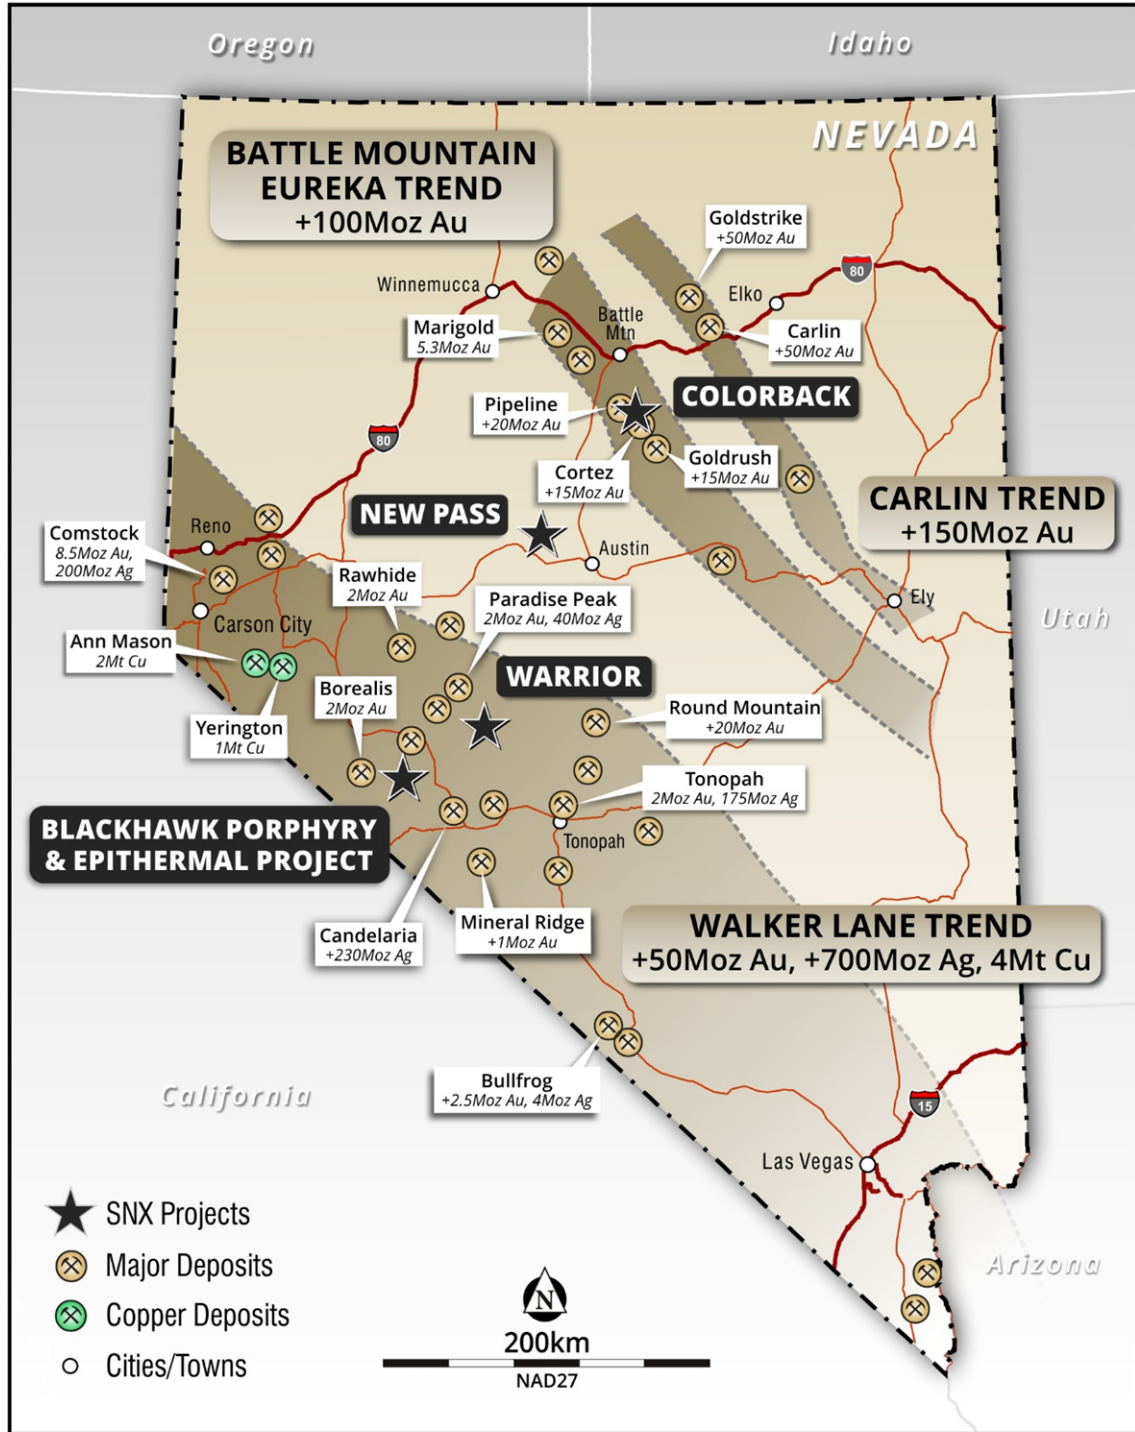 Oregon
Idaho
NEVADA
BATTLE MOUNTAIN
EUREKA TREND
+100Moz Au
Goldstrike
+50Moz Au
80
Winnemucca
Elko
Battle
Mtn
Marigold
5.3Moz Au
Carlin
+50Moz Au
COLORBACK
Pipeline
+20Moz Au
80
Goldrush
+15Moz Au
Cortez
+15Moz Au
CARLIN TREND
+150Moz Au
NEW PASS
Reno
Comstock
8.5Moz Au,
200Moz Ag
Austin
Rawhide
2Moz Au
Paradise Peak
2Moz Au, 40Moz Ag
Ely
Utah
Carson City
Ann Mason
2Mt Cu
WARRIOR
Borealis
2Moz Au
Round Mountain
+20Moz Au
Yerington
1Mt Cu
Tonopah
2Moz Au, 175Moz Ag
BLACKHAWK PORPHYRY
& EPITHERMAL PROJECT
Tonopah
Candelaria
+230Moz Ag
Mineral Ridge
+1Moz Au
WALKER LANE TREND
+50Moz Au, +700Moz Ag, 4Mt Cu
Bullfrog
+2.5Moz Au, 4Moz Ag
California
15
Las Vegas
Arizona
SNX Projects
Major Deposits
Copper Deposits
Cities/Towns
N
200km
NAD27